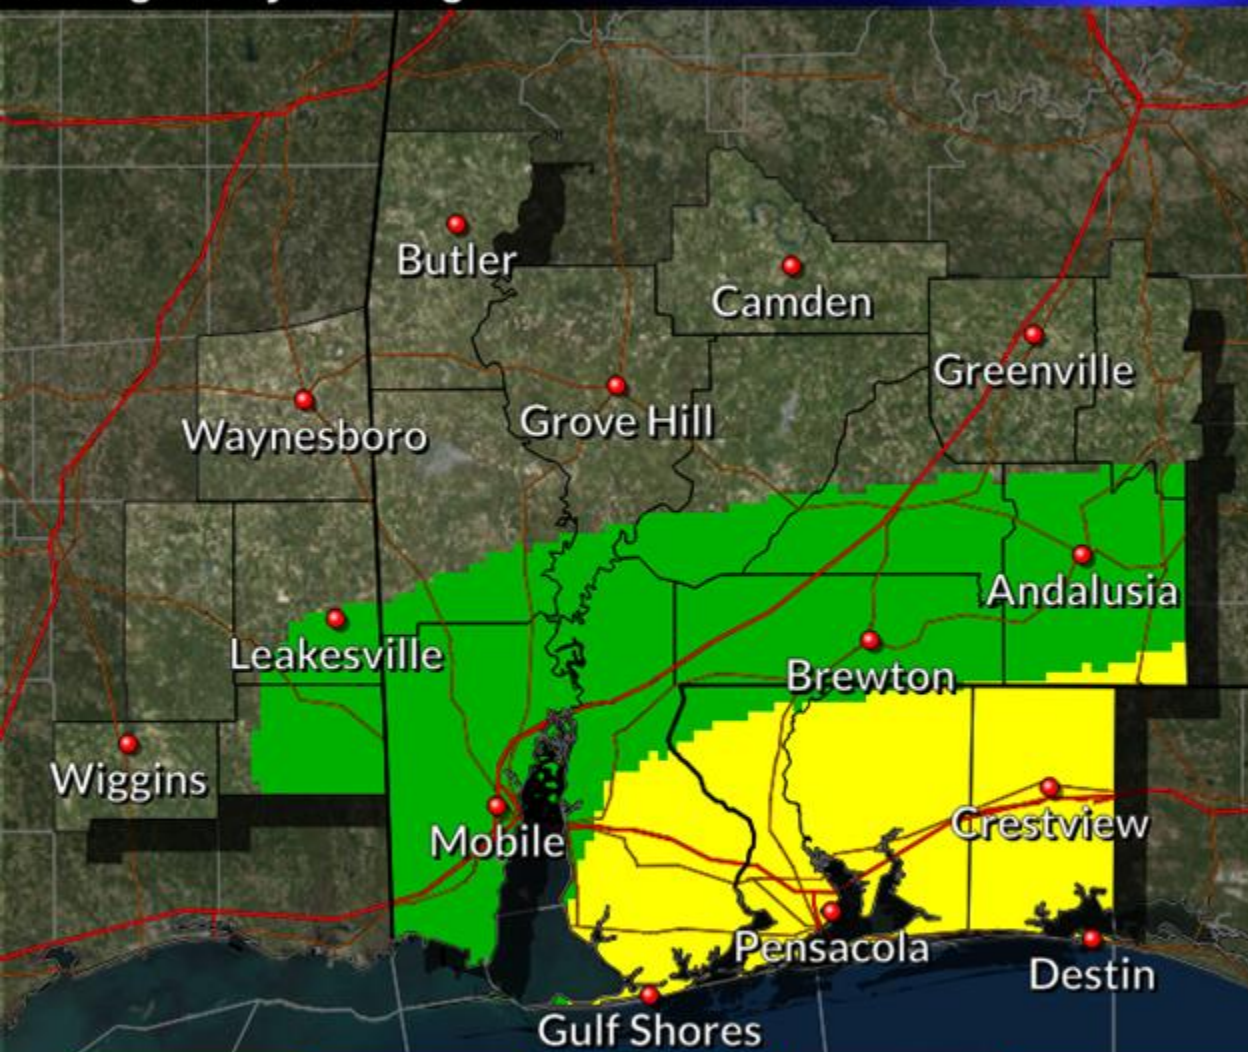 Butler
Camden
Greenville
Waynesboro
Grove Hill
Andalusia
Leakesville
Brewton
Wiggins
Crestview
Mobile
Pensacola
Destin
Gulf Shores